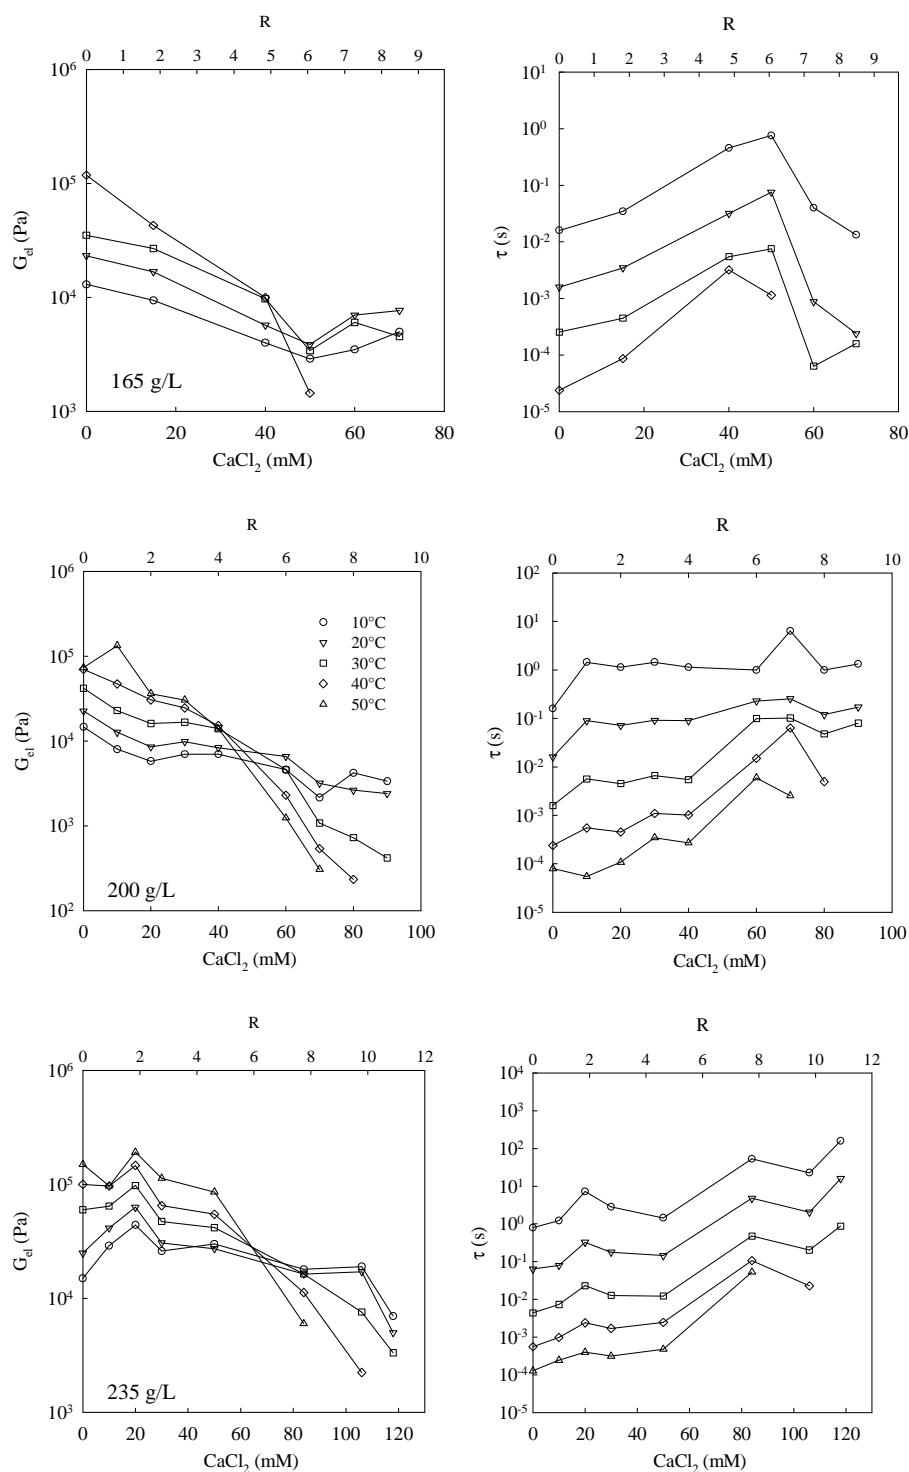 R
R
0 1 2 3 4 5 6 7 8 9
0 1 2 3 4 5 6 7 8 9
10^6
10^5
10^4
10^3
G_el (Pa)
165 g/L
0 20 40 60 80
CaCl_2 (mM)
10^1
10^0
10^-1
10^-2
10^-3
10^-4
10^-5
τ (s)
0 20 40 60 80
CaCl_2 (mM)
R
R
0 2 4 6 8 10
0 2 4 6 8 10
10^6
10^5
10^4
10^3
10^2
G_el (Pa)
10°C
20°C
30°C
40°C
50°C
200 g/L
0 20 40 60 80 100
CaCl_2 (mM)
10^2
10^1
10^0
10^-1
10^-2
10^-3
10^-4
10^-5
τ (s)
0 20 40 60 80 100
CaCl_2 (mM)
R
R
0 2 4 6 8 10 12
0 2 4 6 8 10 12
10^6
10^5
10^4
10^3
G_el (Pa)
235 g/L
0 20 40 60 80 100 120
CaCl_2 (mM)
10^4
10^3
10^2
10^1
10^0
10^-1
10^-2
10^-3
10^-4
10^-5
τ (s)
0 20 40 60 80 100 120
CaCl_2 (mM)